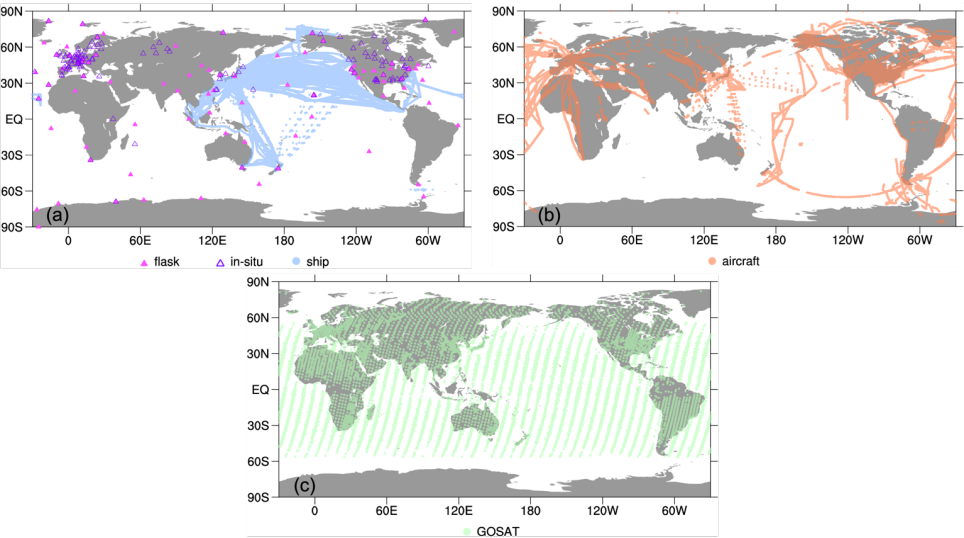 90N
60N
30N
EQ
30S
60S
90S
(a)
0 60E 120E 180 120W 60W
flask in-situ ship
90N
60N
30N
EQ
30S
60S
90S
(b)
0 60E 120E 180 120W 60W
aircraft
90N
60N
30N
EQ
30S
60S
90S
(c)
0 60E 120E 180 120W 60W
GOSAT